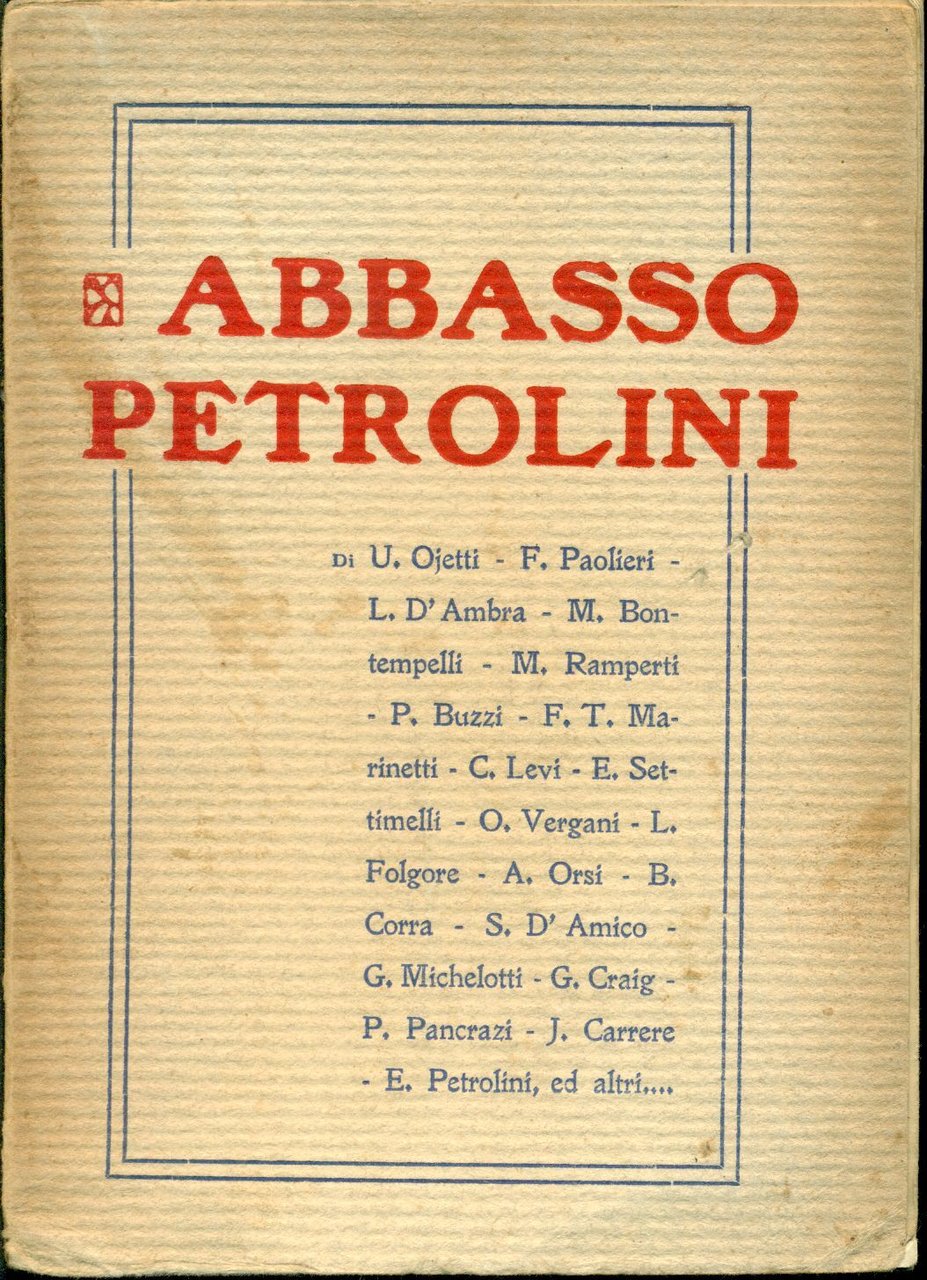 ABBASSO
PETROLINI
Di U. Ojetti - F. Paolieri -
L. D'Ambra - M. Bon-
tempelli - M. Ramperti
- P. Buzzi - F. T. Ma-
rinetti - C. Levi - E. Set-
timelli - O. Vergani - L.
Folgore - A. Orsi - B.
Corra - S. D'Amico -
G. Michelotti - G. Craig -
P. Pancrazi - J. Carrere
- E. Petrolini, ed altri....